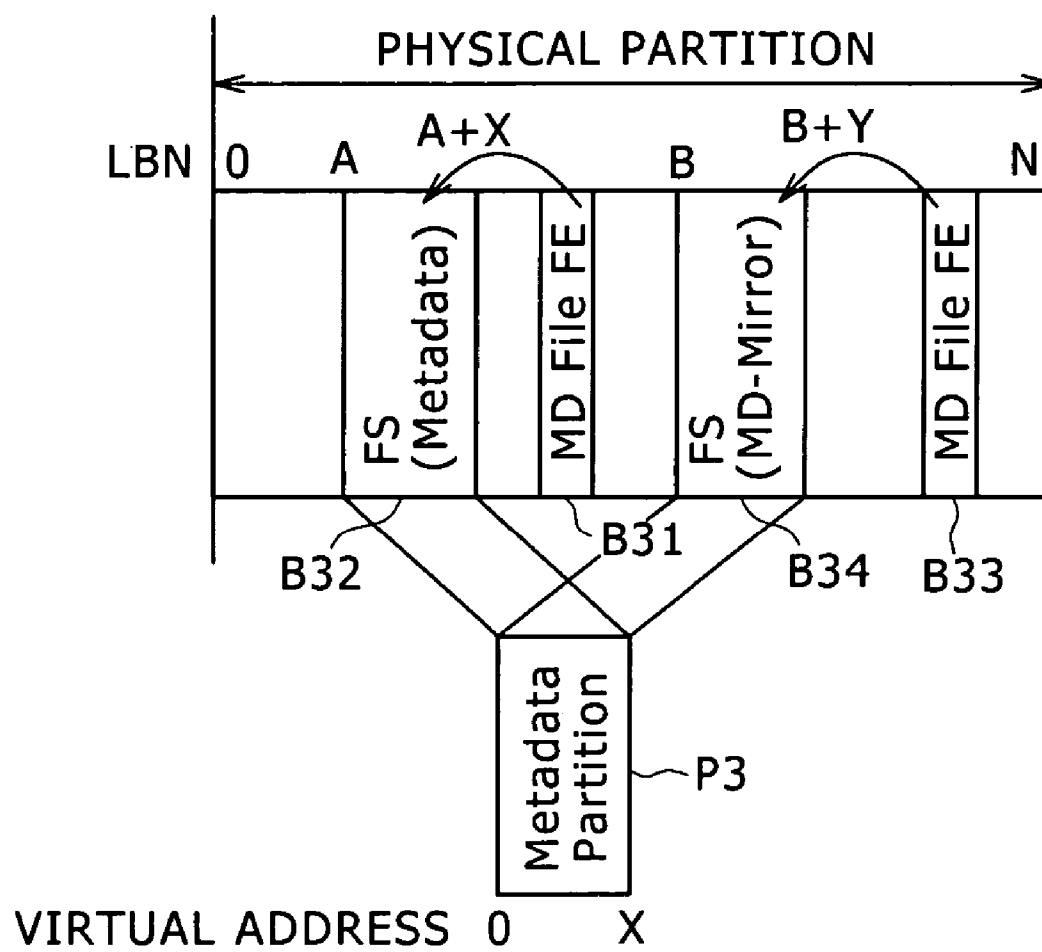 PHYSICAL PARTITION
A+X
B+Y
LBN 0 A B N
FS
(Metadata)
MD File FE
FS
(MD-Mirror)
MD File FE
B32
B31
B34
B33
Metadata
Partition
P3
VIRTUAL ADDRESS 0 X